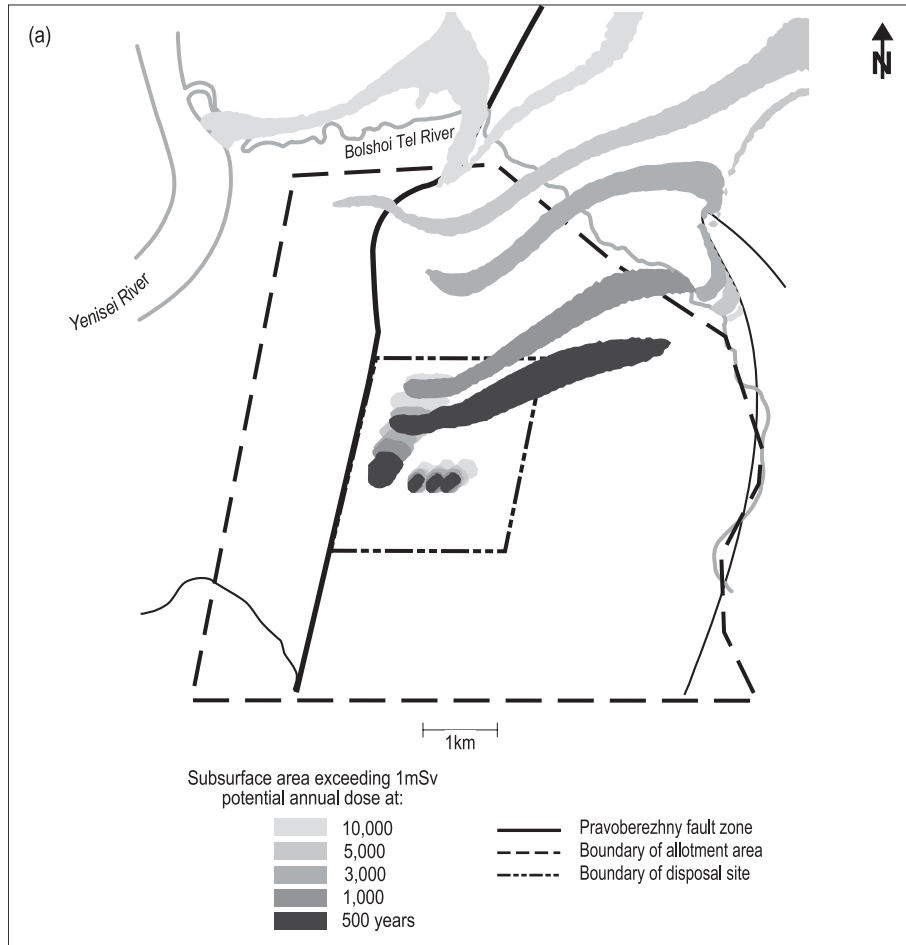 (a)
N
Bolshoi Tel River
Yenisei River
1km
Subsurface area exceeding 1mSv
potential annual dose at:
10,000
5,000
3,000
1,000
500 years
Pravoberezhny fault zone
Boundary of allotment area
Boundary of disposal site